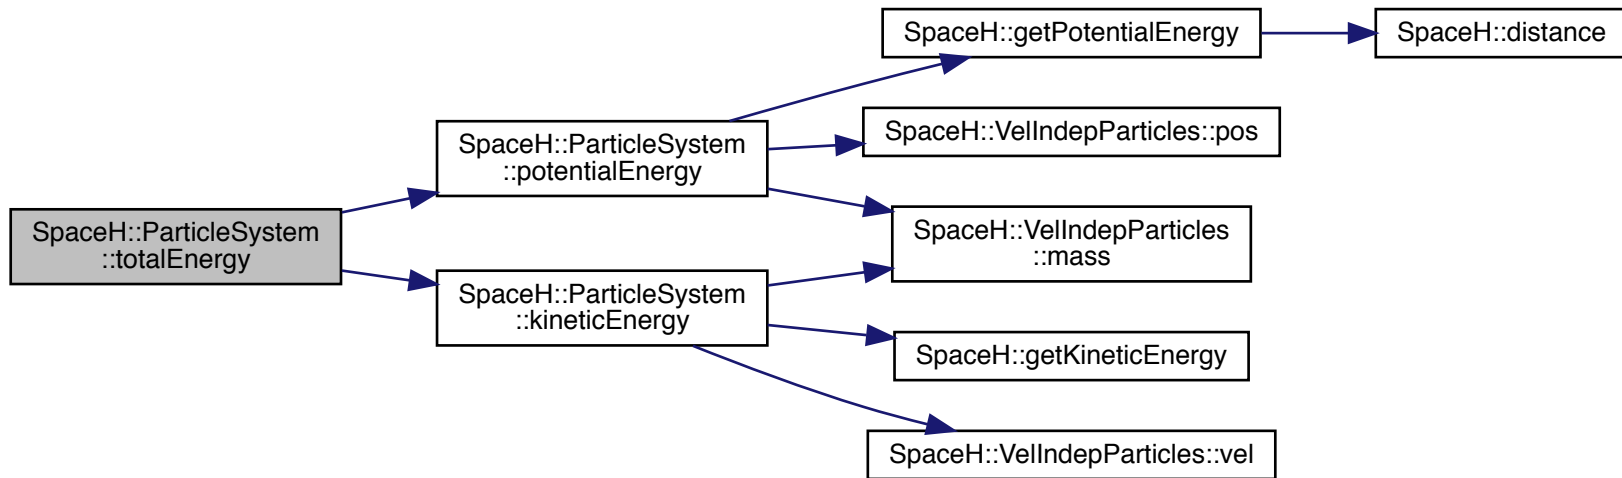 SpaceH::ParticleSystem
::totalEnergy
SpaceH::ParticleSystem
::potentialEnergy
SpaceH::ParticleSystem
::kineticEnergy
SpaceH::getPotentialEnergy
SpaceH::VelIndepParticles::pos
SpaceH::VelIndepParticles
::mass
SpaceH::getKineticEnergy
SpaceH::VelIndepParticles::vel
SpaceH::distance